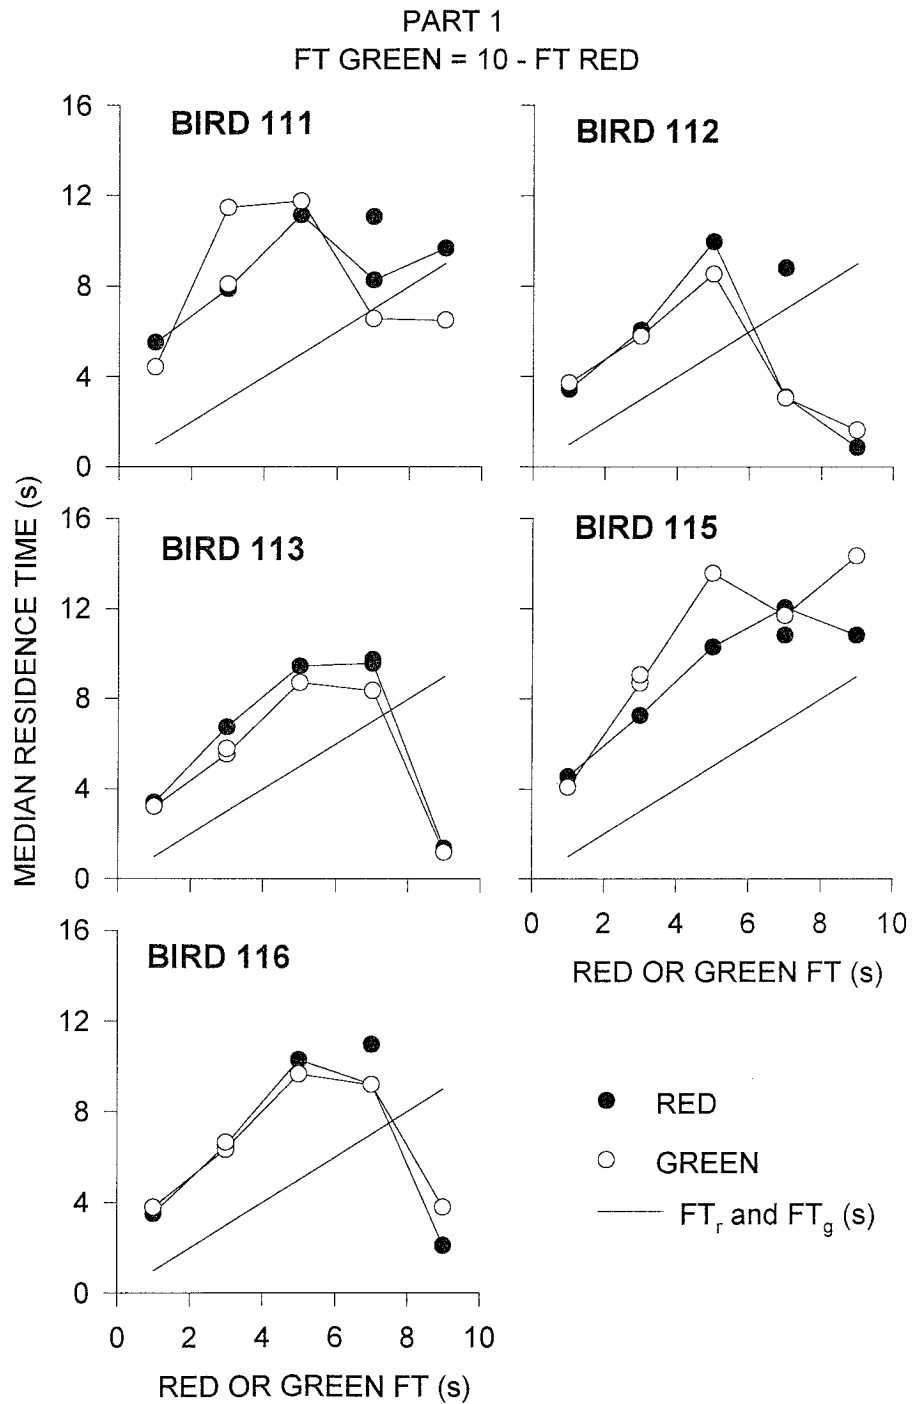 PART 1
FT GREEN = 10 - FT RED
MEDIAN RESIDENCE TIME (s)
BIRD 111
16
12
8
4
0
BIRD 112
BIRD 113
16
12
8
4
0
BIRD 115
0 2 4 6 8 10
RED OR GREEN FT (s)
BIRD 116
16
12
8
4
0
0 2 4 6 8 10
RED OR GREEN FT (s)
RED
GREEN
FTr and FTg (s)